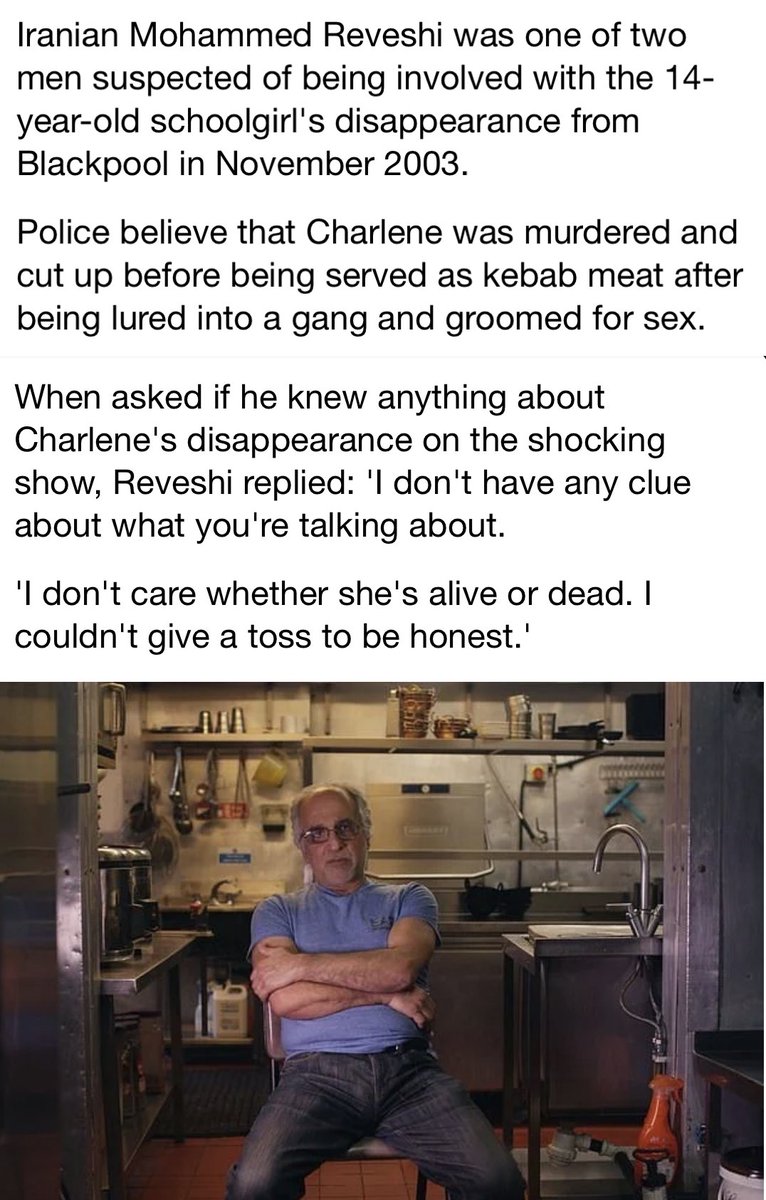 Iranian Mohammed Reveshi was one of two
men suspected of being involved with the 14-
year-old schoolgirl's disappearance from
Blackpool in November 2003.
Police believe that Charlene was murdered and
cut up before being served as kebab meat after
being lured into a gang and groomed for sex.
When asked if he knew anything about
Charlene's disappearance on the shocking
show, Reveshi replied: 'I don't have any clue
about what you're talking about.
'I don't care whether she's alive or dead. I
couldn't give a toss to be honest.'